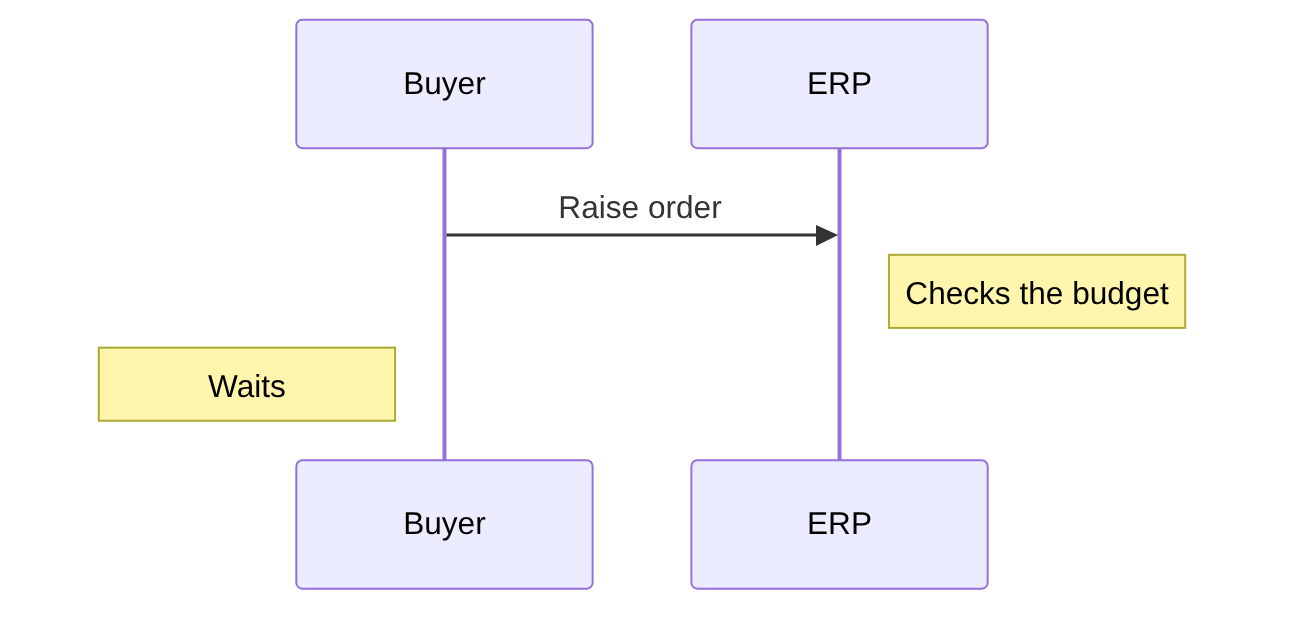 Buyer
ERP
Raise order
Checks the budget
Waits
Buyer
ERP